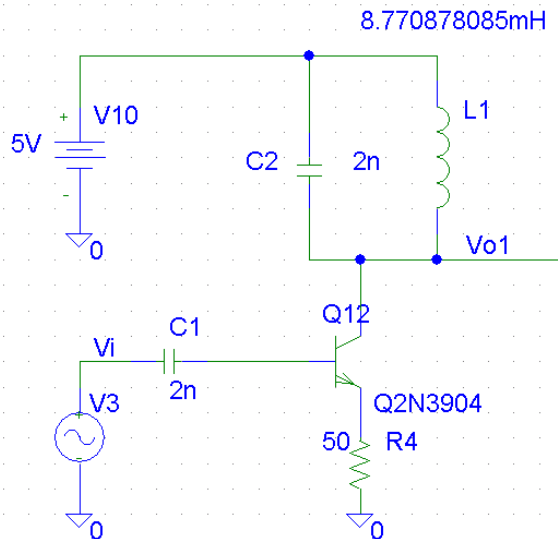 8.770878085mH
+
V10
5V
-
0
C2
2n
L1
Vo1
Q12
C1
Vi
2n
V3
Q2N3904
50
R4
0
0